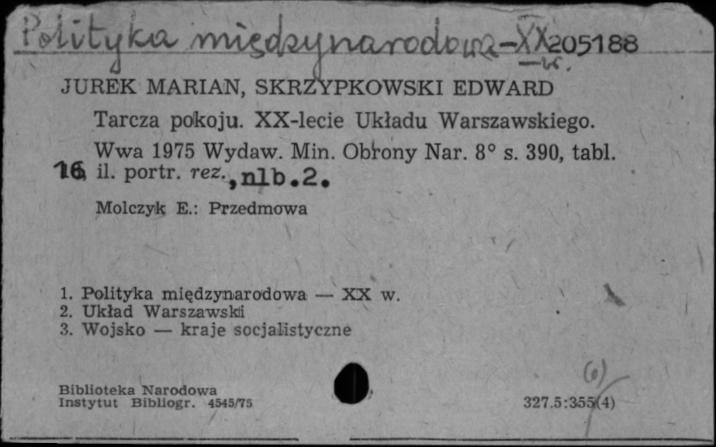 Polityka międzynarodowa-XX 205188
w.
JUREK MARIAN, SKRZYPKOWSKI EDWARD
Tarcza pokoju. XX-lecie Układu Warszawskiego.
Wwa 1975 Wydaw. Min. Obrony Nar. 8° s. 390, tabl.
16, il. portr. rez., nlb.2.
Molczyk E.: Przedmowa
1. Polityka międzynarodowa — XX w.
2. Układ Warszawski
3. Wojsko — kraje socjalistyczne
(6)
Biblioteka Narodowa
Instytut Bibliogr. 4545/75
327.5:355(4)